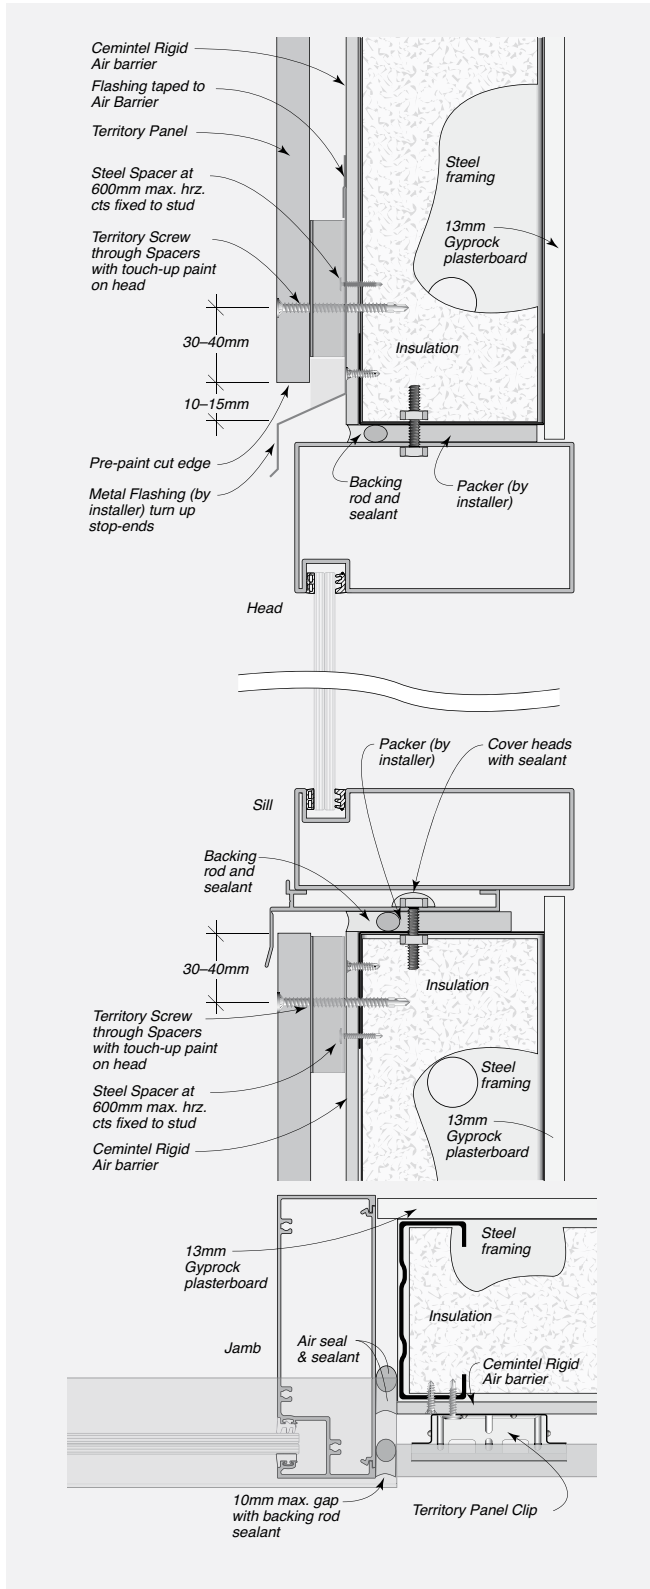 Cemintel Rigid
Air barrier
Flashing taped to
Air Barrier
Territory Panel
Steel Spacer at
600mm max. hrz.
cts fixed to stud
Territory Screw
through Spacers
with touch-up paint
on head
30–40mm
10–15mm
Pre-paint cut edge
Metal Flashing (by
installer) turn up
stop-ends
Steel
framing
13mm
Gyprock
plasterboard
Insulation
Backing
rod and
sealant
Packer (by
installer)
Head
Packer (by
installer)
Cover heads
with sealant
Sill
Backing
rod and
sealant
30–40mm
Insulation
Territory Screw
through Spacers
with touch-up paint
on head
Steel
framing
Steel Spacer at
600mm max. hrz.
cts fixed to stud
13mm
Gyprock
plasterboard
Cemintel Rigid
Air barrier
13mm
Gyprock
plasterboard
Steel
framing
Insulation
Jamb
Air seal
& sealant
Cemintel Rigid
Air barrier
10mm max. gap
with backing rod
sealant
Territory Panel Clip